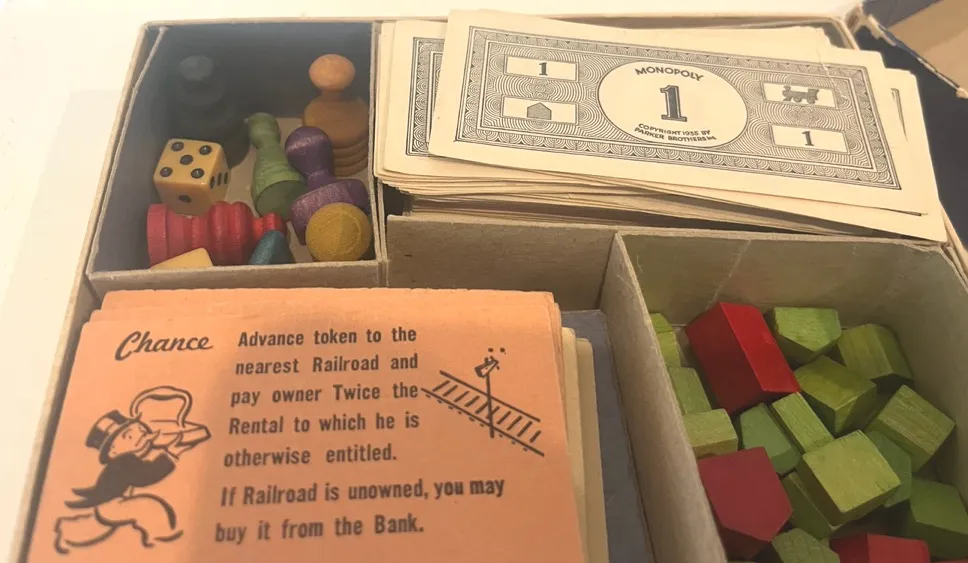 1
MONOPOLY
1
COPYRIGHT 1935 BY
PARKER BROTHERS INC
1
Chance
Advance token to the
nearest Railroad and
pay owner Twice the
Rental to which he is
otherwise entitled.
If Railroad is unowned, you may
buy it from the Bank.